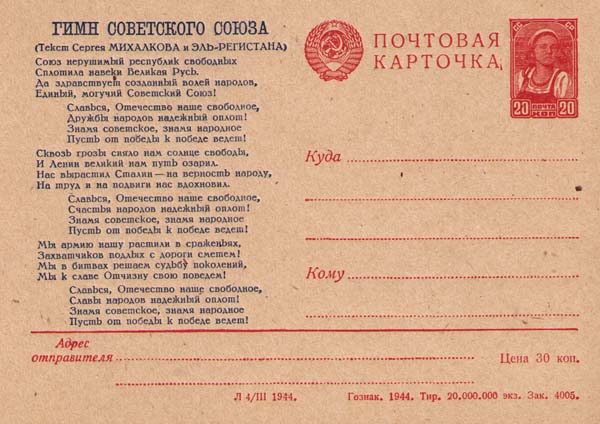 ГИМН СОВЕТСКОГО СОЮЗА
(Текст Сергея МИХАЛКОВА и ЭЛЬ-РЕГИСТАНА)
Союз нерушимый республик свободных
Сплотила навеки Великая Русь.
Да здравствует созданный волей народов,
Единый, могучий Советский Союз!
Славься, Отечество наше свободное,
Дружбы народов надежный оплот!
Знамя советское, знамя народное
Пусть от победы к победе ведет!
Сквозь грозы сияло нам солнце свободы,
И Ленин великий нам путь озарил.
Нас вырастил Сталин — на верность народу,
На труд и на подвиги нас вдохновил.
Славься, Отечество наше свободное,
Счастья народов надежный оплот!
Знамя советское, знамя народное
Пусть от победы к победе ведет!
Мы армию нашу растили в сраженьях,
Захватчиков подлых с дороги сметем!
Мы в битвах решаем судьбу поколений,
Мы к славе Отчизну свою поведем!
Славься, Отечество наше свободное,
Славы народов надежный оплот!
Знамя советское, знамя народное
Пусть от победы к победе ведет!
ПОЧТОВАЯ
КАРТОЧКА
20 ПОЧТА КОП 20
Куда
Кому
Адрес
отправителя
Цена 30 коп.
Л 4/III 1944.
Гознак. 1944. Тир. 20.000.000 экз. Зак. 4005.